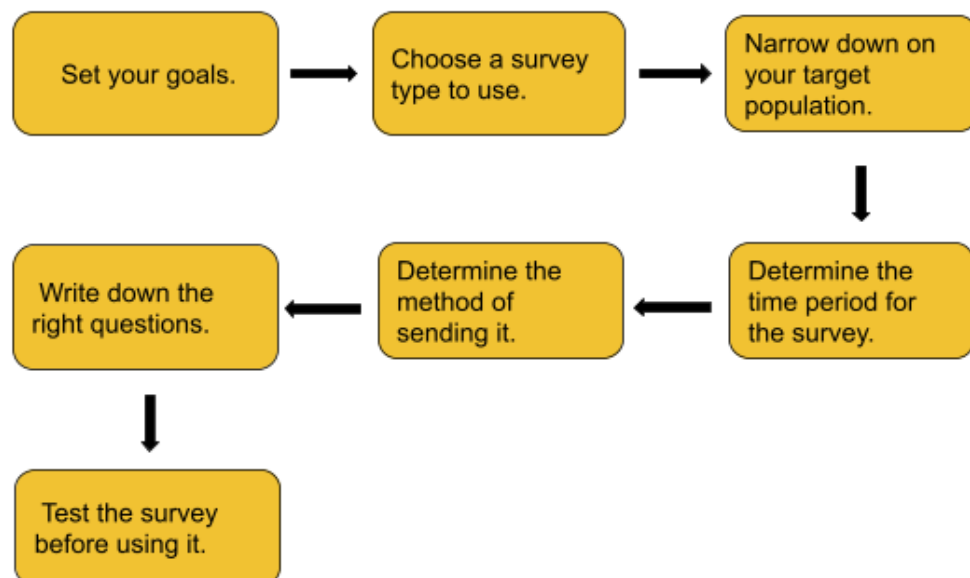 Set your goals.
Choose a survey
type to use.
Narrow down on
your target
population.
Determine the
time period for
the survey.
Determine the
method of
sending it.
Write down the
right questions.
Test the survey
before using it.